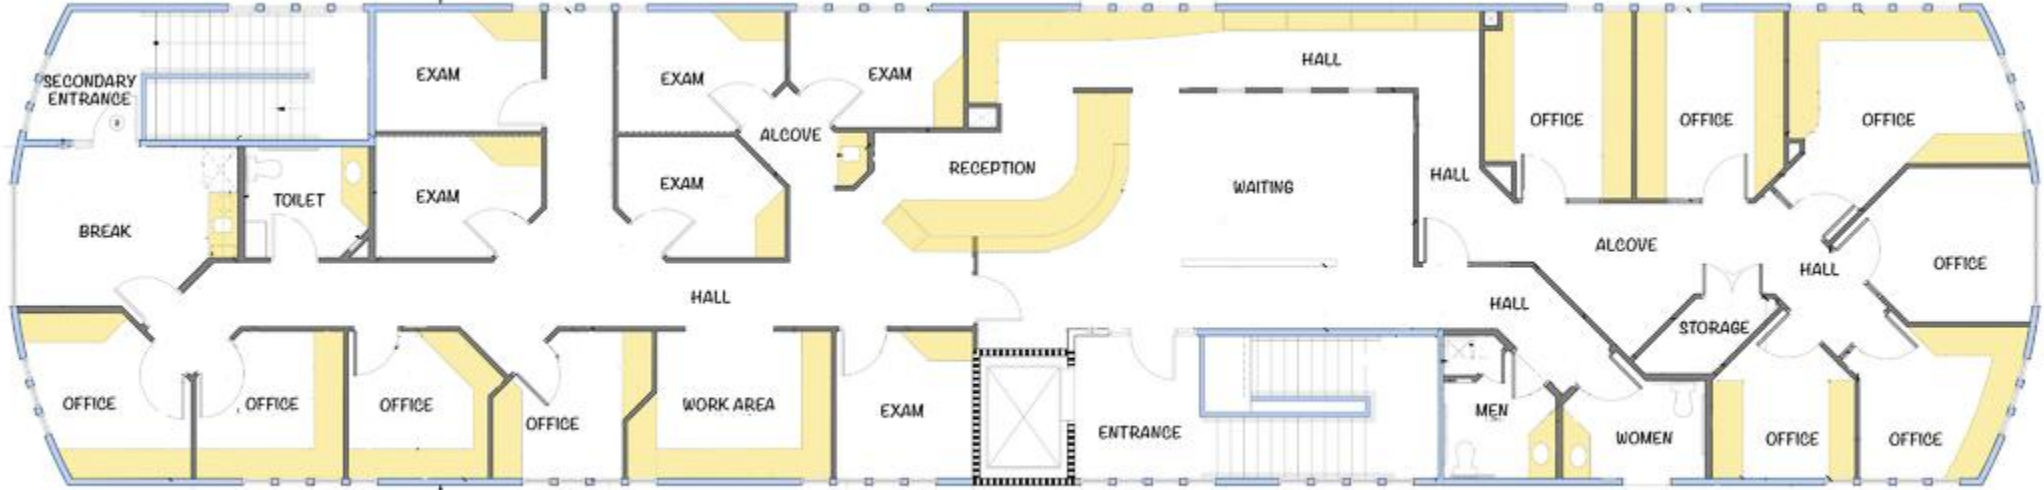 SECONDARY
ENTRANCE
EXAM
EXAM
EXAM
HALL
OFFICE
OFFICE
OFFICE
ALCOVE
RECEPTION
WAITING
HALL
BREAK
TOILET
EXAM
EXAM
ALCOVE
HALL
OFFICE
HALL
HALL
STORAGE
OFFICE
OFFICE
OFFICE
OFFICE
WORK AREA
EXAM
ENTRANCE
MEN
WOMEN
OFFICE
OFFICE